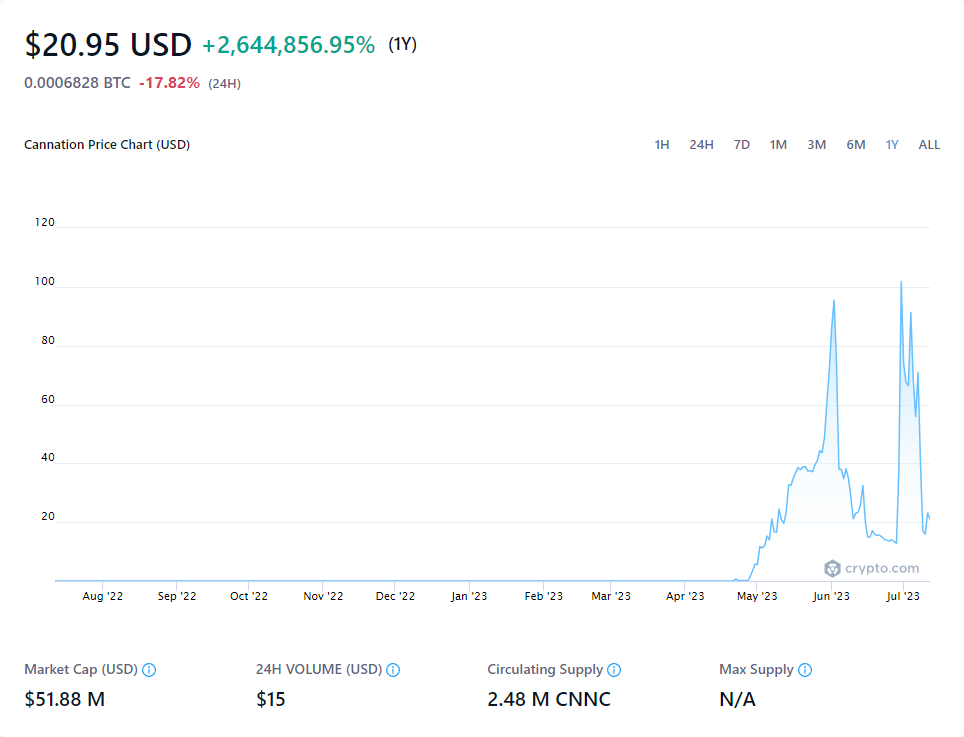 $20.95 USD +2,644,856.95% (1Y)
0.0006828 BTC -17.82% (24H)
Cannation Price Chart (USD) 1H 24H 7D 1M 3M 6M 1Y ALL
120
100
80
60
40
20
crypto.com
Aug '22 Sep '22 Oct '22 Nov '22 Dec '22 Jan '23 Feb '23 Mar '23 Apr '23 May '23 Jun '23 Jul '23
Market Cap (USD) 24H VOLUME (USD) Circulating Supply Max Supply
$51.88 M $15 2.48 M CNNC N/A